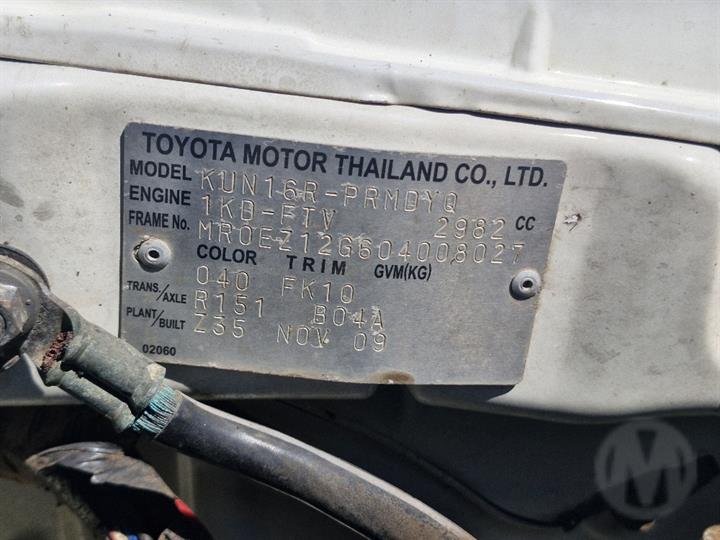 TOYOTA MOTOR THAILAND CO., LTD.
MODEL KUN16R-PRMDYQ
ENGINE 1KD-FTV 2982 CC
FRAME No. MR0EZ12G604008027
COLOR TRIM GVM(KG)
040 FK10
TRANS./AXLE R151 B04A
PLANT/BUILT Z35 NOV 09
02060
M